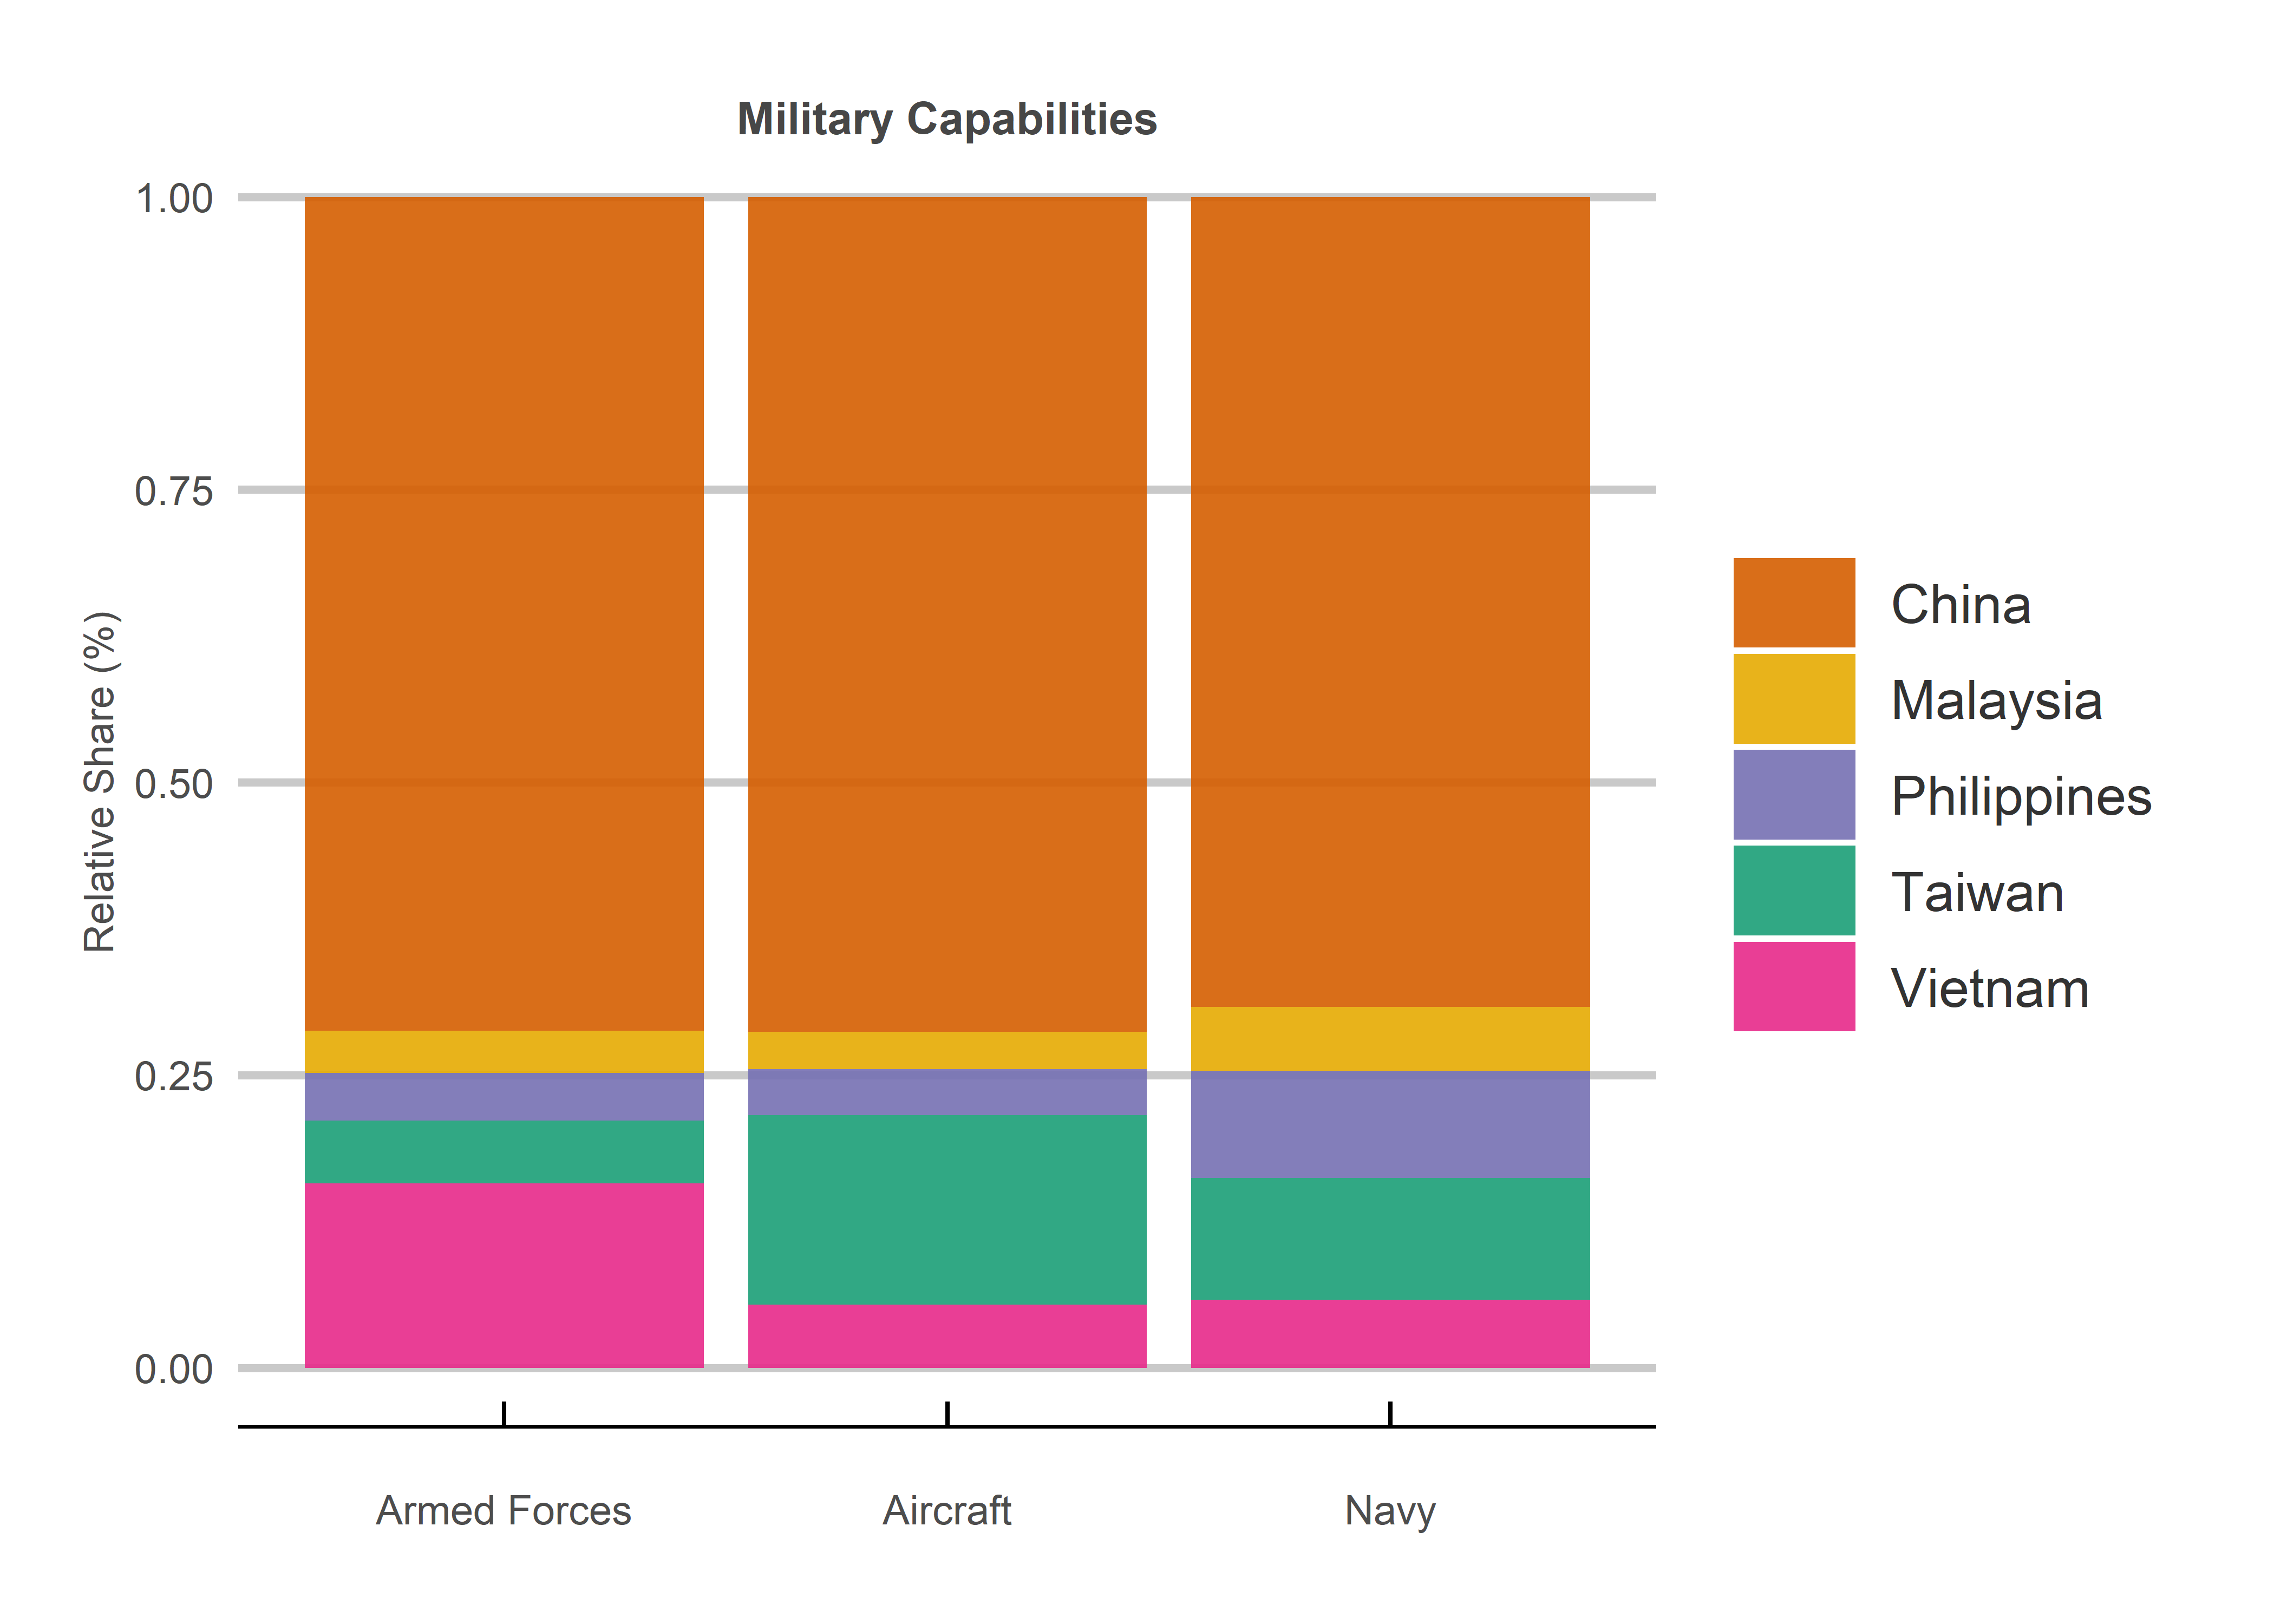 Military Capabilities
1.00
0.75
0.50
0.25
0.00
Relative Share (%)
Armed Forces
Aircraft
Navy
China
Malaysia
Philippines
Taiwan
Vietnam